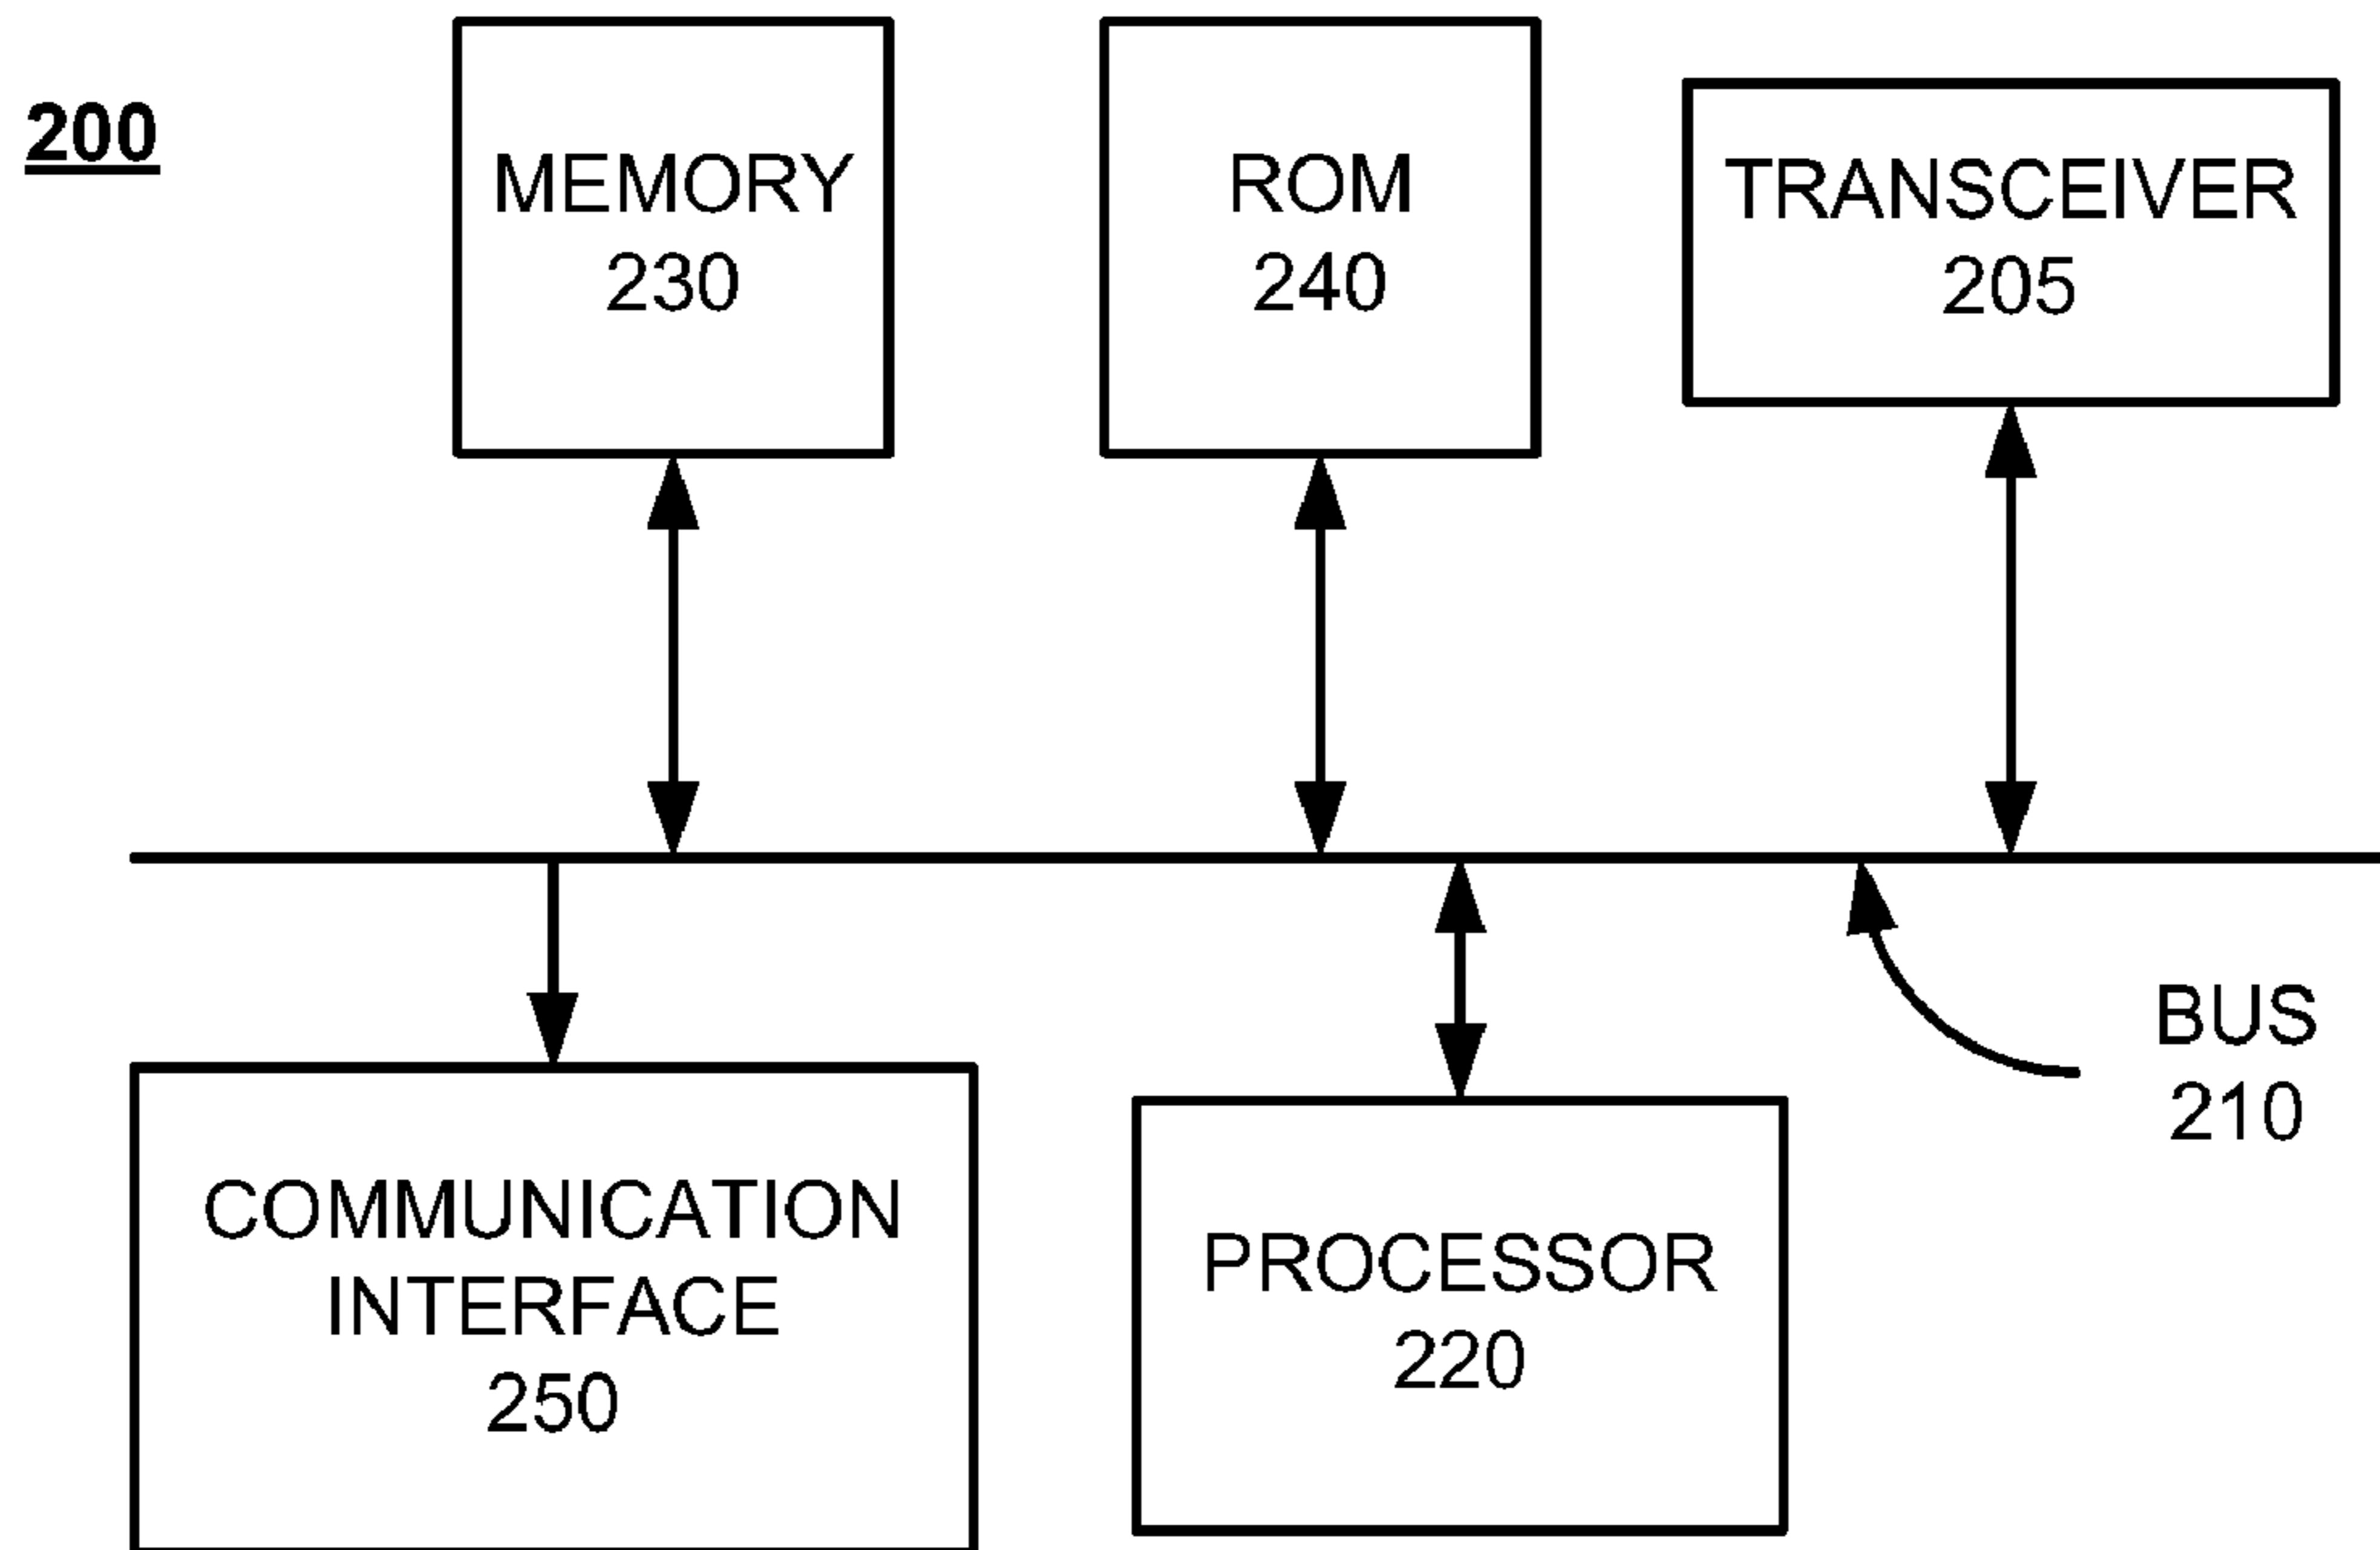 200
MEMORY
230
ROM
240
TRANSCEIVER
205
BUS
210
COMMUNICATION
INTERFACE
250
PROCESSOR
220